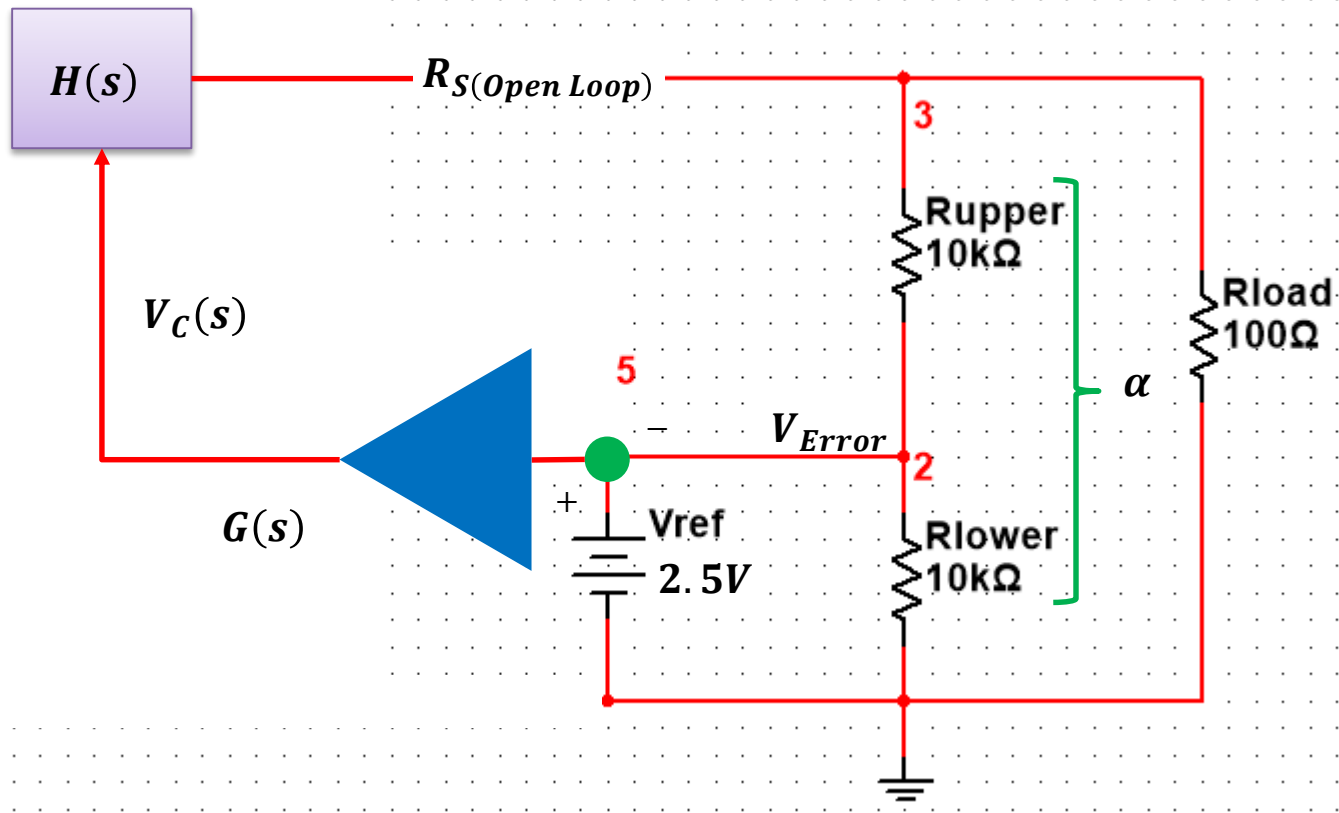 H(s)
R_S(Open Loop)
3
Rupper
10kΩ
Rload
100Ω
V_C(s)
5
α
−
V_Error
2
+
G(s)
Vref
2.5V
Rlower
10kΩ